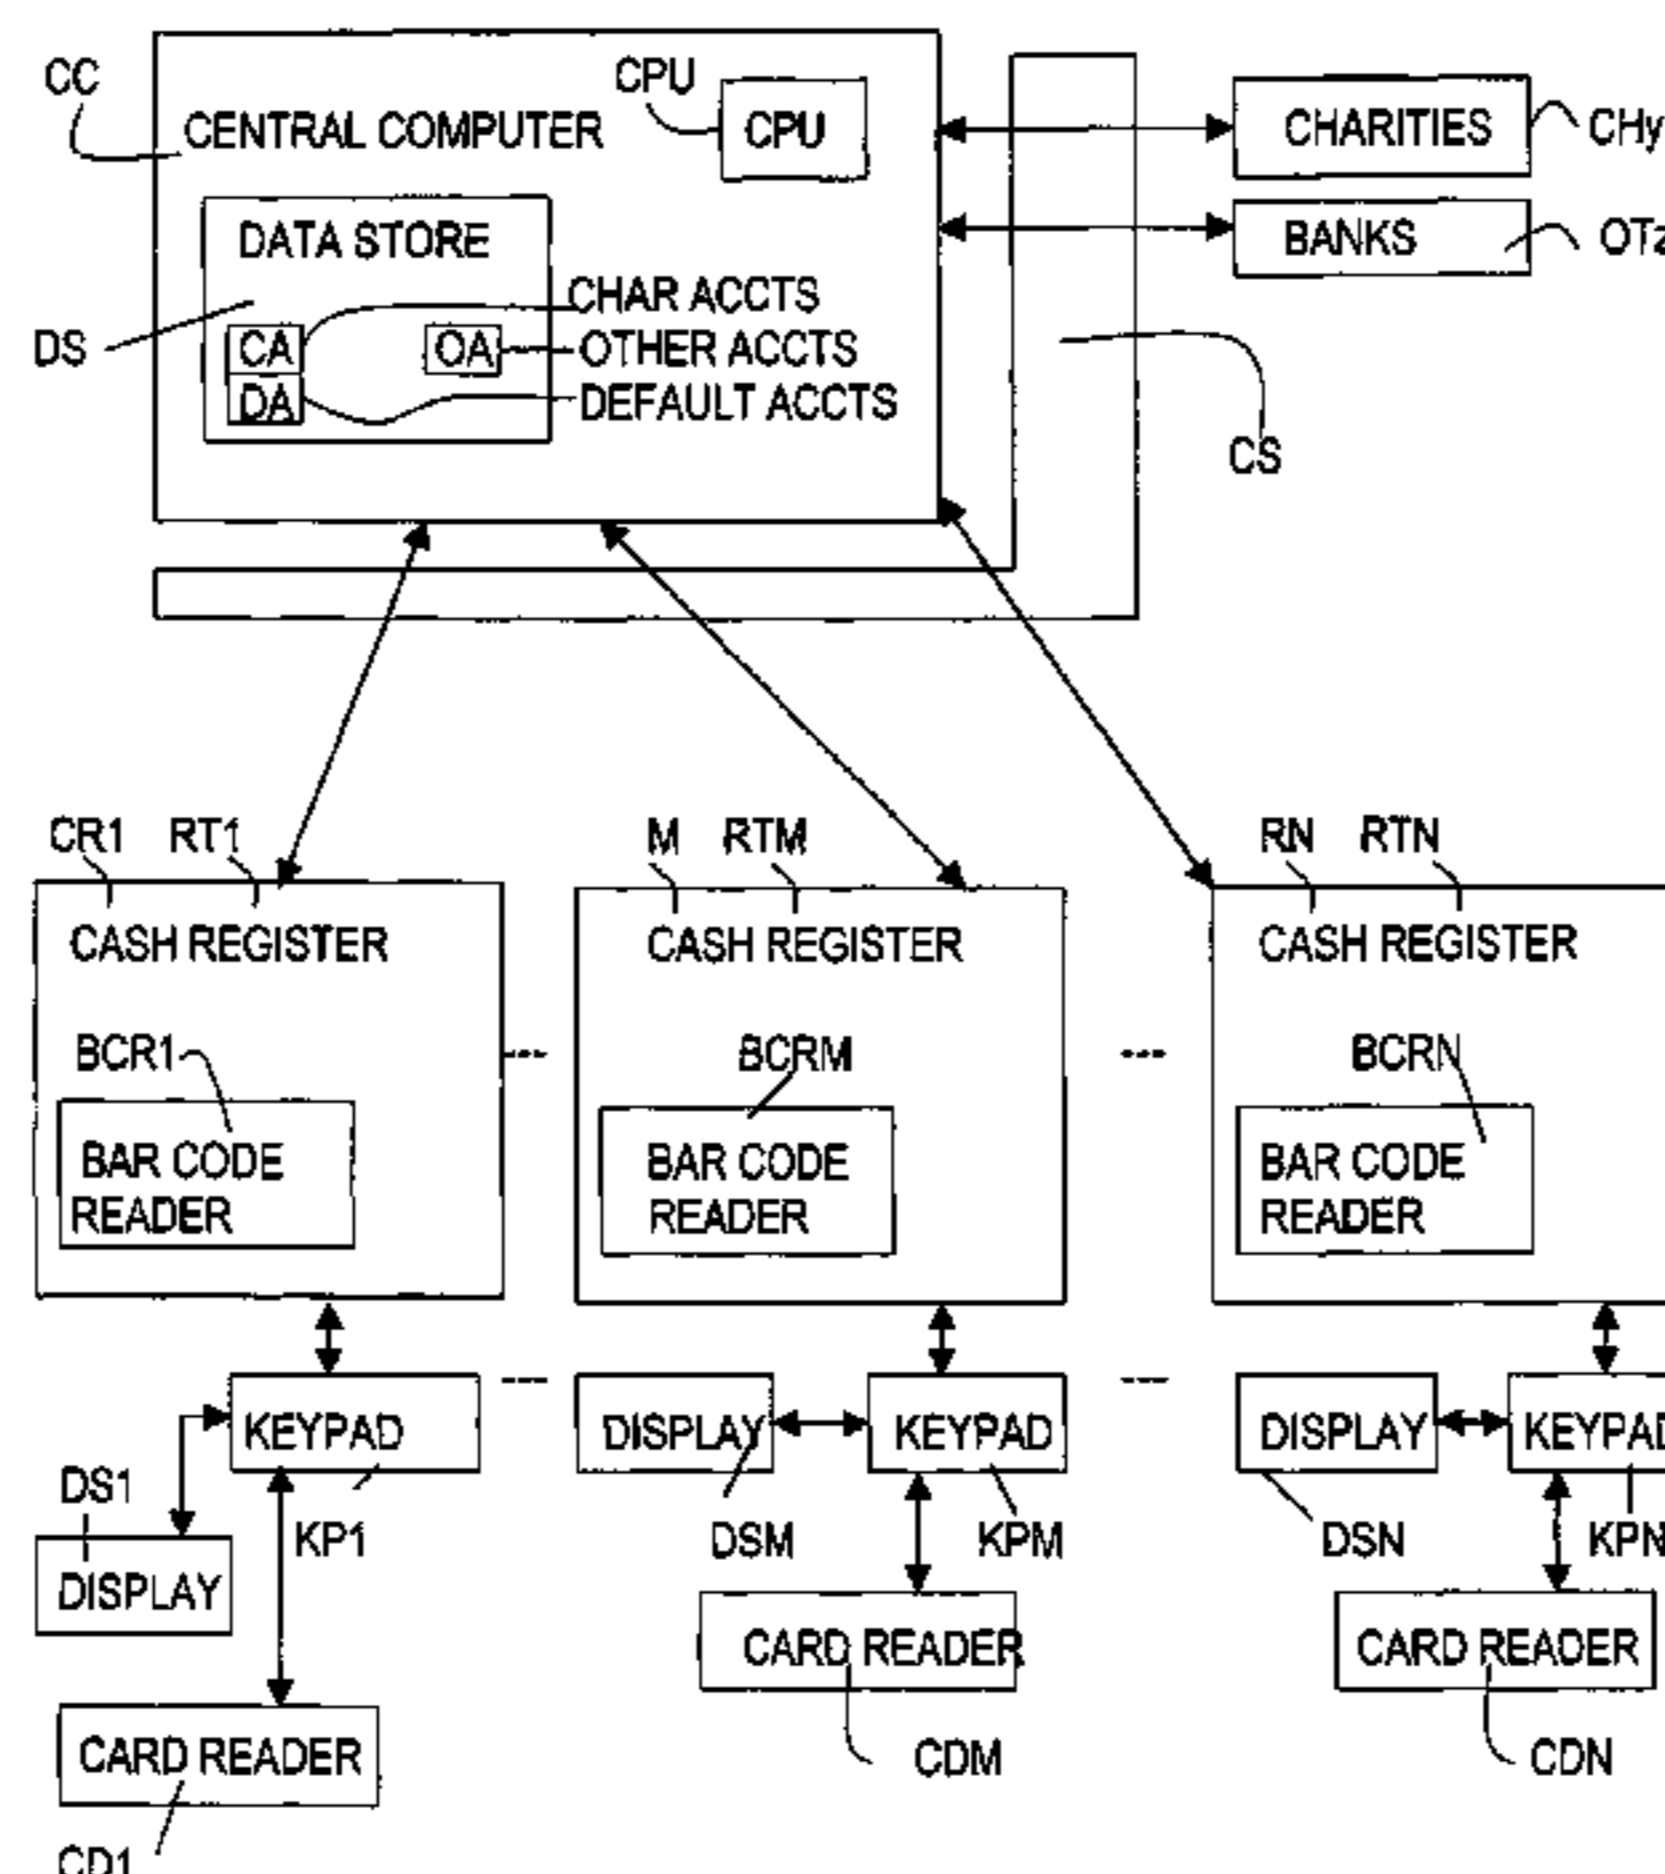 CC
CPU
CENTRAL COMPUTER
CPU
CHARITIES
CHy
DATA STORE
BANKS
CHAR ACCTS
DS
CA
OA
OTHER ACCTS
DA
DEFAULT ACCTS
CS
CR1
RT1
M
RTM
RN
RTN
CASH REGISTER
CASH REGISTER
CASH REGISTER
BCR1
---
BCRM
---
BCRN
BAR CODE
READER
BAR CODE
READER
BAR CODE
READER
KEYPAD
---
DISPLAY
KEYPAD
---
DISPLAY
DS1
KP1
DSM
KPM
DSN
KPN
DISPLAY
CARD READER
CARD READER
CARD READER
CDM
CDN
CD1